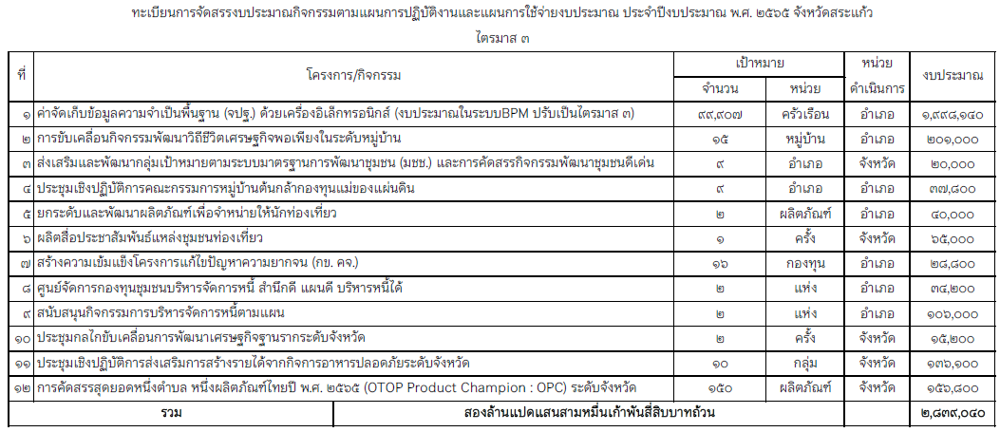 ทะเบียนการจัดสรรงบประมาณกิจกรรมตามแผนการปฏิบัติงานและแผนการใช้จ่ายงบประมาณ ประจำปีงบประมาณ พ.ศ. ๒๕๖๕ จังหวัดสระแก้ว
ไตรมาส ๓
ที่ โครงการ/กิจกรรม เป้าหมาย หน่วย งบประมาณ
จำนวน หน่วย ดำเนินการ
๑ ค่าจัดเก็บข้อมูลความจำเป็นพื้นฐาน (จปฐ.) ด้วยเครื่องอิเล็กทรอนิกส์ (งบประมาณในระบบBPM ปรับเป็นไตรมาส ๓) ๙๙,๙๐๗ ครัวเรือน อำเภอ ๑,๙๙๘,๑๔๐
๒ การขับเคลื่อนกิจกรรมพัฒนาวิถีชีวิตเศรษฐกิจพอเพียงในระดับหมู่บ้าน ๑๕ หมู่บ้าน อำเภอ ๒๐๑,๐๐๐
๓ ส่งเสริมและพัฒนากลุ่มเป้าหมายตามระบบมาตรฐานการพัฒนาชุมชน (มชช.) และการคัดสรรกิจกรรมพัฒนาชุมชนดีเด่น ๙ อำเภอ จังหวัด ๒๐,๐๐๐
๔ ประชุมเชิงปฏิบัติการคณะกรรมการหมู่บ้านต้นกล้ากองทุนแม่ของแผ่นดิน ๙ อำเภอ อำเภอ ๓๗,๘๐๐
๕ ยกระดับและพัฒนาผลิตภัณฑ์เพื่อจำหน่ายให้นักท่องเที่ยว ๒ ผลิตภัณฑ์ อำเภอ ๔๐,๐๐๐
๖ ผลิตสื่อประชาสัมพันธ์แหล่งชุมชนท่องเที่ยว ๑ ครั้ง จังหวัด ๖๕,๐๐๐
๗ สร้างความเข้มแข็งโครงการแก้ไขปัญหาความยากจน (กข. คจ.) ๑๖ กองทุน อำเภอ ๒๘,๘๐๐
๘ ศูนย์จัดการกองทุนชุมชนบริหารจัดการหนี้ สำนึกดี แผนดี บริหารหนี้ได้ ๒ แห่ง อำเภอ ๓๔,๒๐๐
๙ สนับสนุนกิจกรรมการบริหารจัดการหนี้ตามแผน ๒ แห่ง อำเภอ ๑๐๖,๐๐๐
๑๐ ประชุมกลไกขับเคลื่อนการพัฒนาเศรษฐกิจฐานรากระดับจังหวัด ๒ ครั้ง จังหวัด ๑๕,๒๐๐
๑๑ ประชุมเชิงปฏิบัติการส่งเสริมการสร้างรายได้จากกิจการอาหารปลอดภัยระดับจังหวัด ๑๐ กลุ่ม จังหวัด ๑๓๖,๑๐๐
๑๒ การคัดสรรสุดยอดหนึ่งตำบล หนึ่งผลิตภัณฑ์ไทยปี พ.ศ. ๒๕๖๕ (OTOP Product Champion : OPC) ระดับจังหวัด ๑๕๐ ผลิตภัณฑ์ จังหวัด ๑๕๖,๘๐๐
รวม สองล้านแปดแสนสามหมื่นเก้าพันสี่สิบบาทถ้วน ๒,๘๓๙,๐๔๐